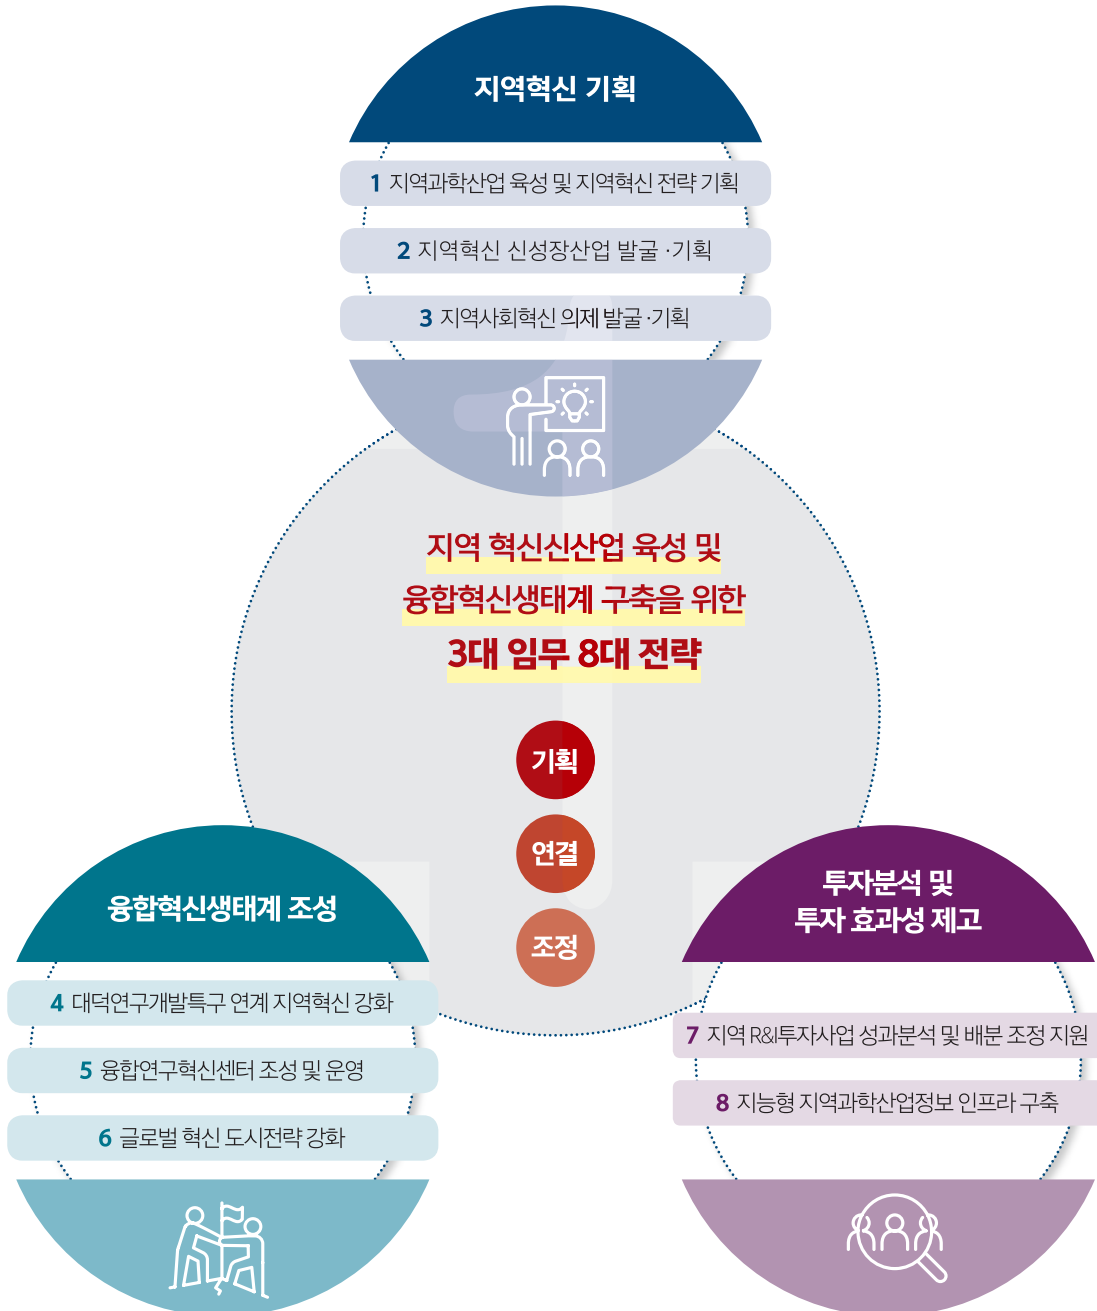 지역혁신 기획
1 지역과학산업 육성 및 지역혁신 전략 기획
2 지역혁신 신성장산업 발굴 ·기획
3 지역사회혁신 의제 발굴 ·기획
지역 혁신신산업 육성 및
융합혁신생태계 구축을 위한
3대 임무 8대 전략
기획
연결
조정
융합혁신생태계 조성
4 대덕연구개발특구 연계 지역혁신 강화
5 융합연구혁신센터 조성 및 운영
6 글로벌 혁신 도시전략 강화
투자분석 및
투자 효과성 제고
7 지역 R&I투자사업 성과분석 및 배분 조정 지원
8 지능형 지역과학산업정보 인프라 구축